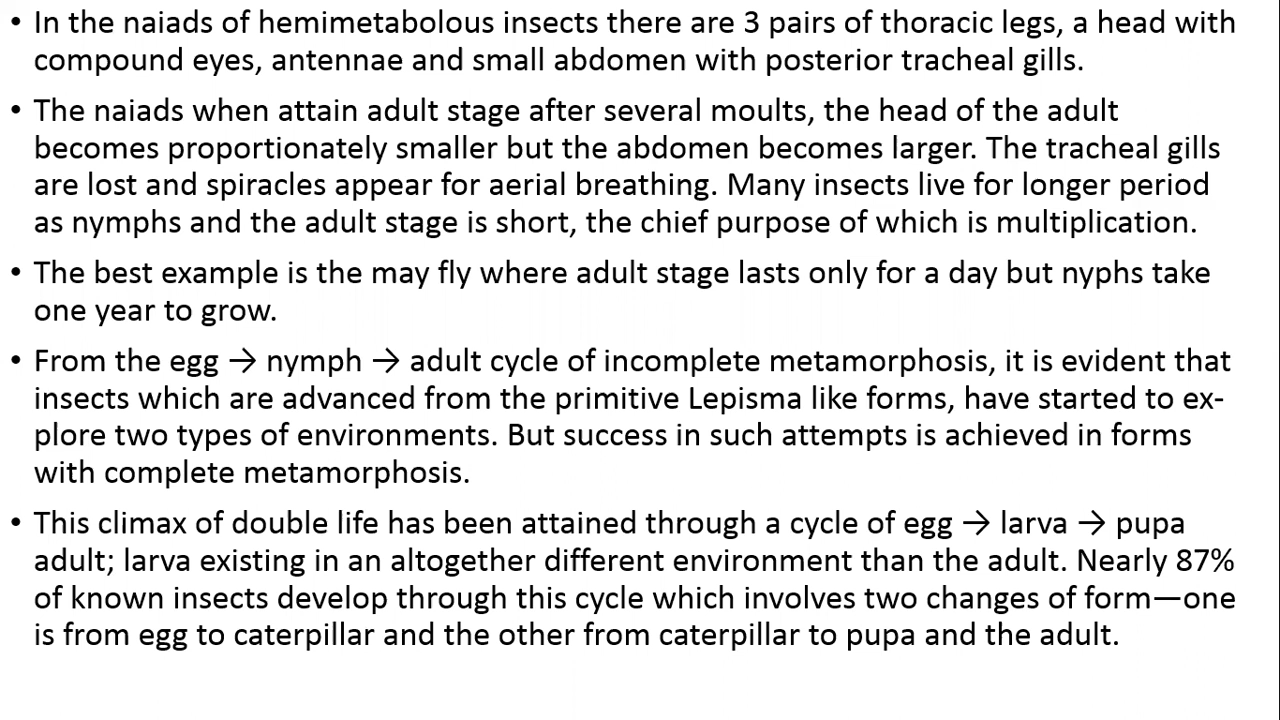 • In the naiads of hemimetabolous insects there are 3 pairs of thoracic legs, a head with
compound eyes, antennae and small abdomen with posterior tracheal gills.
• The naiads when attain adult stage after several moults, the head of the adult
becomes proportionately smaller but the abdomen becomes larger. The tracheal gills
are lost and spiracles appear for aerial breathing. Many insects live for longer period
as nymphs and the adult stage is short, the chief purpose of which is multiplication.
• The best example is the may fly where adult stage lasts only for a day but nyphs take
one year to grow.
• From the egg → nymph → adult cycle of incomplete metamorphosis, it is evident that
insects which are advanced from the primitive Lepisma like forms, have started to ex-
plore two types of environments. But success in such attempts is achieved in forms
with complete metamorphosis.
• This climax of double life has been attained through a cycle of egg → larva → pupa
adult; larva existing in an altogether different environment than the adult. Nearly 87%
of known insects develop through this cycle which involves two changes of form—one
is from egg to caterpillar and the other from caterpillar to pupa and the adult.